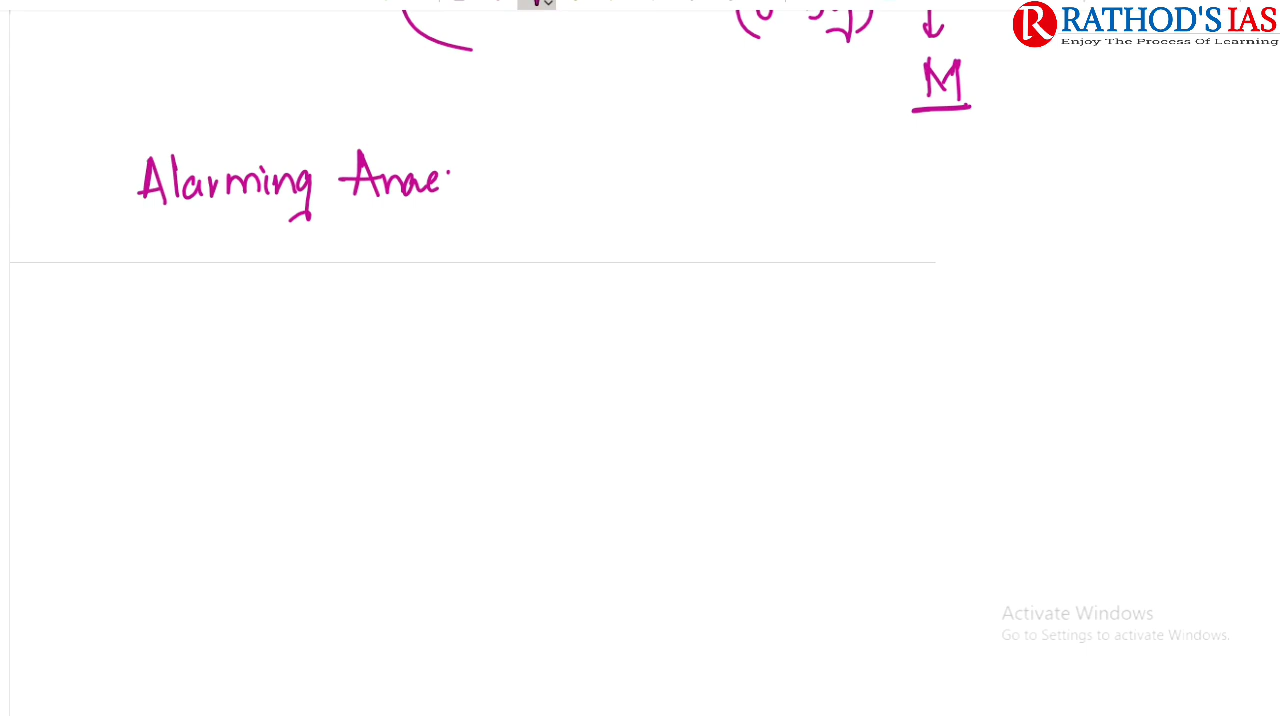 RATHOD'S IAS
Enjoy The Process Of Learning
M
Alarming Anae
Activate Windows
Go to Settings to activate Windows.